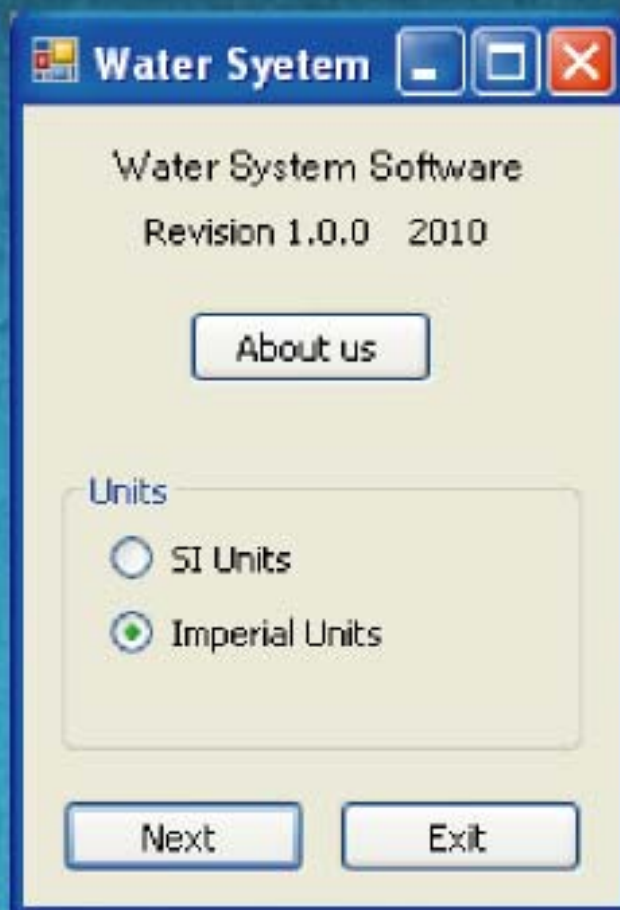 Water Syetem
Water System Software
Revision 1.0.0 2010
About us
Units
SI Units
Imperial Units
Next Exit